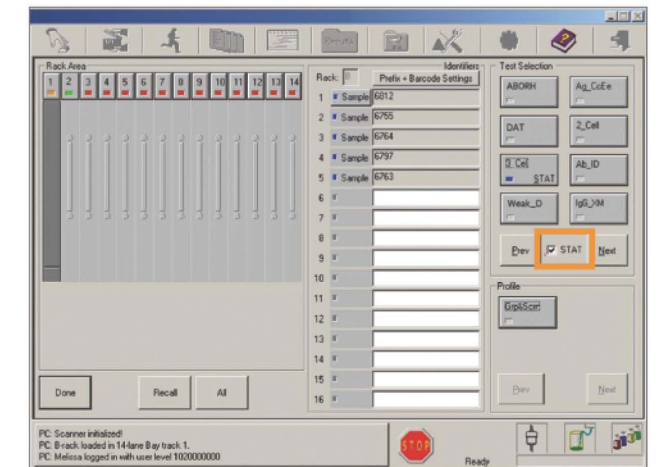 Results
Rack Area
1 2 3 4 5 6 7 8 9 10 11 12 13 14
Identifiers
Rack:
Prefix + Barcode Settings
1 Sample 6812
2 Sample 6755
3 Sample 6764
4 Sample 6797
5 Sample 6763
6
7
8
9
10
11
12
13
14
15
16
Test Selection
ABORH
Ag_CcEe
DAT
2_Cell
Ab_ID
STAT
Weak_D
IgG_XM
Prev STAT Next
Profile
Prev Next
Done Recall All
PC: Scanner initialized!
PC: B-rack loaded in 14-lane Bay track 1.
PC: Melissa logged in with user level 1020000000
STOP
Ready